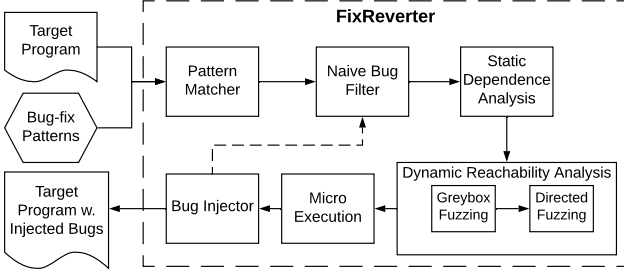 FixReverter
Target
Program
Bug-fix
Patterns
Pattern
Matcher
Naive Bug
Filter
Static
Dependence
Analysis
Dynamic Reachability Analysis
Greybox
Fuzzing
Directed
Fuzzing
Micro
Execution
Bug Injector
Target
Program w.
Injected Bugs